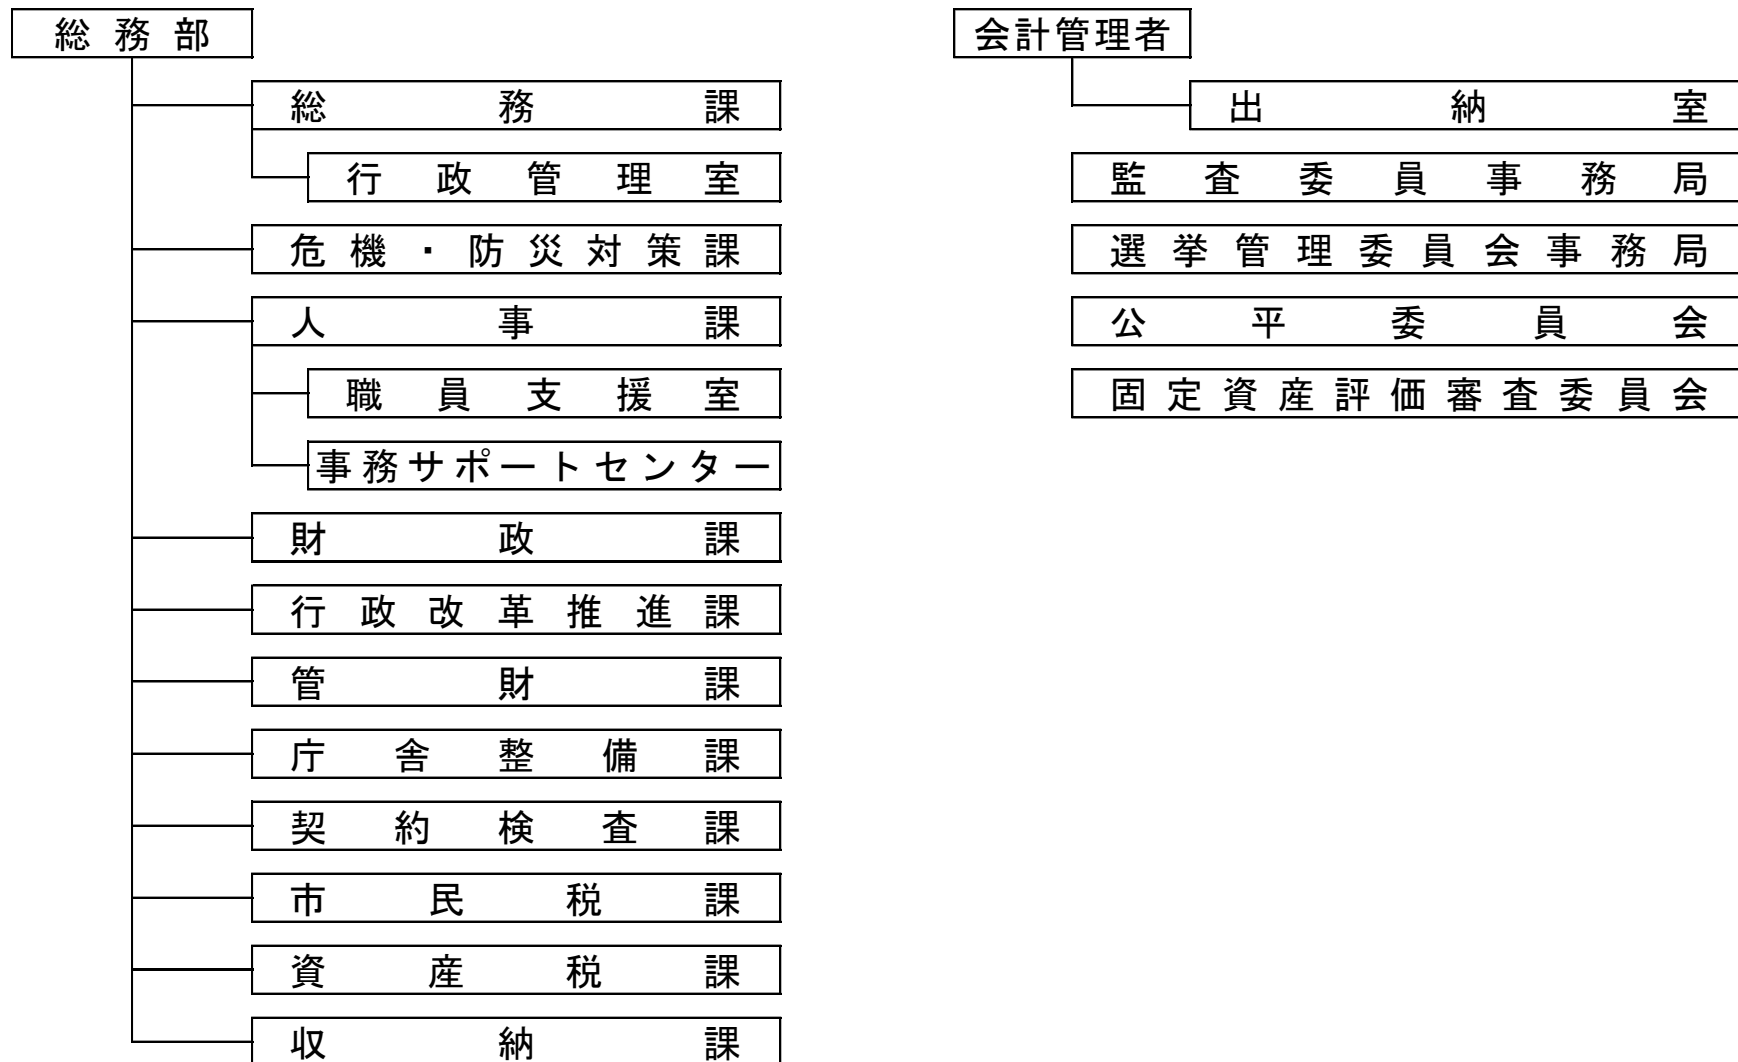 総務部
総務課
行政管理室
危機・防災対策課
人事課
職員支援室
事務サポートセンター
財政課
行政改革推進課
管財課
庁舎整備課
契約検査課
市民税課
資産税課
収納課
会計管理者
出納室
監査委員事務局
選挙管理委員会事務局
公平委員会
固定資産評価審査委員会